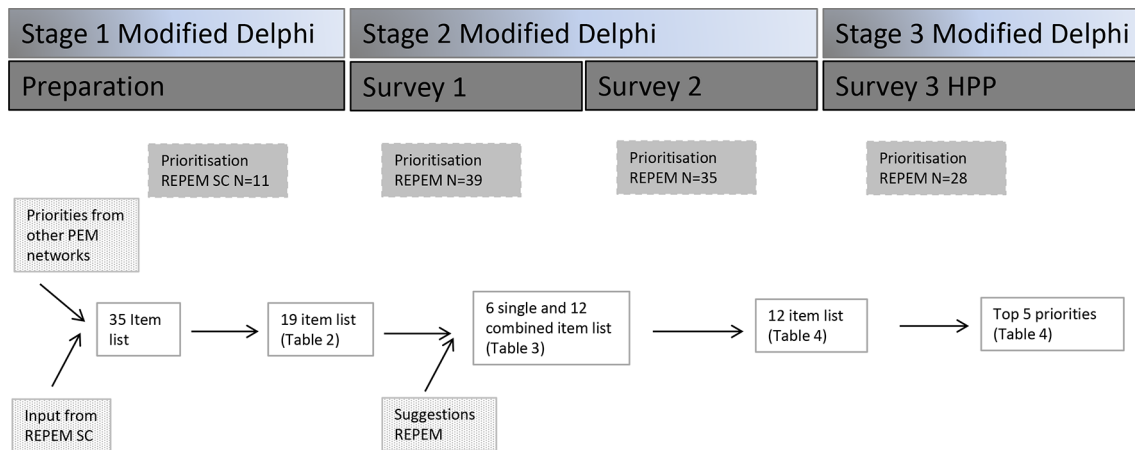 Stage 1 Modified Delphi
Stage 2 Modified Delphi
Stage 3 Modified Delphi
Preparation
Survey 1
Survey 2
Survey 3 HPP
Prioritisation
REPEM SC N=11
Prioritisation
REPEM N=39
Prioritisation
REPEM N=35
Prioritisation
REPEM N=28
Priorities from
other PEM
networks
35 Item
list
19 item list
(Table 2)
6 single and 12
combined item list
(Table 3)
12 item list
(Table 4)
Top 5 priorities
(Table 4)
Input from
REPEM SC
Suggestions
REPEM